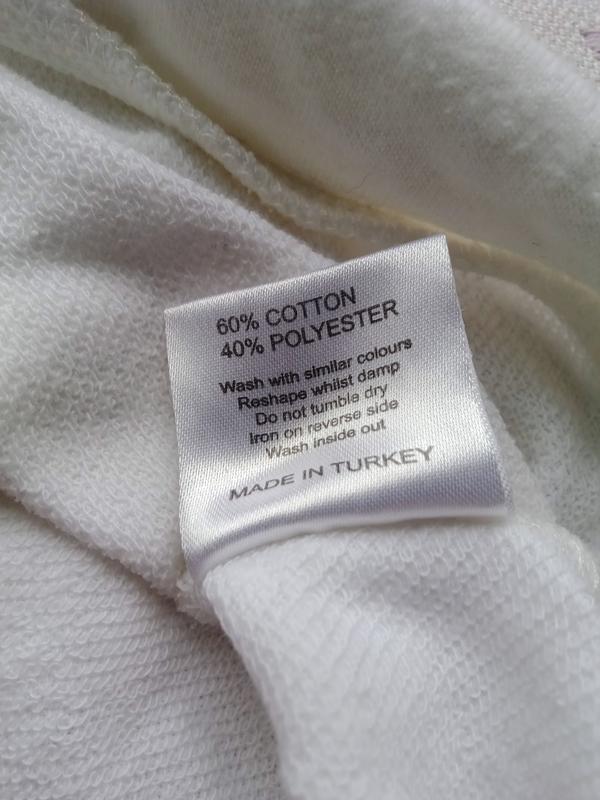 60% COTTON
40% POLYESTER
Wash with similar colours
Reshape whilst damp
Do not tumble dry
Iron on reverse side
Wash inside out
MADE IN TURKEY